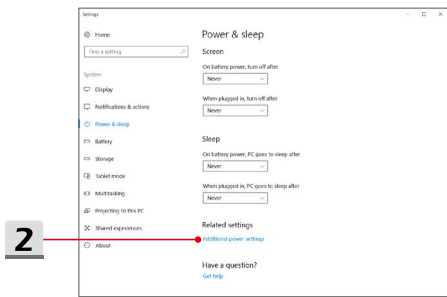 Settings
Home
Find a setting
System
Display
Notifications & actions
Power & sleep
Battery
Storage
Tablet mode
Multitasking
Projecting to this PC
Shared experiences
About
Power & sleep
Screen
On battery power, turn off after
Never
When plugged in, turn off after
Never
Sleep
On battery power, PC goes to sleep after
Never
When plugged in, PC goes to sleep after
Never
Related settings
Additional power settings
Have a question?
Get help
2